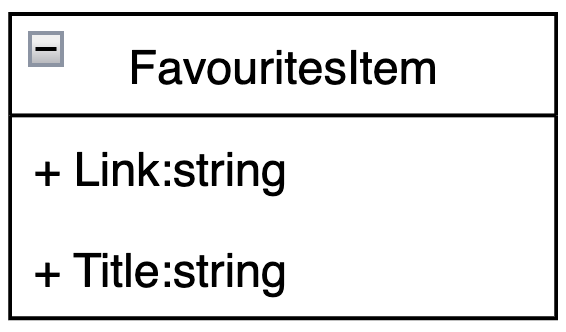 FavouritesItem
+ Link:string
+ Title:string